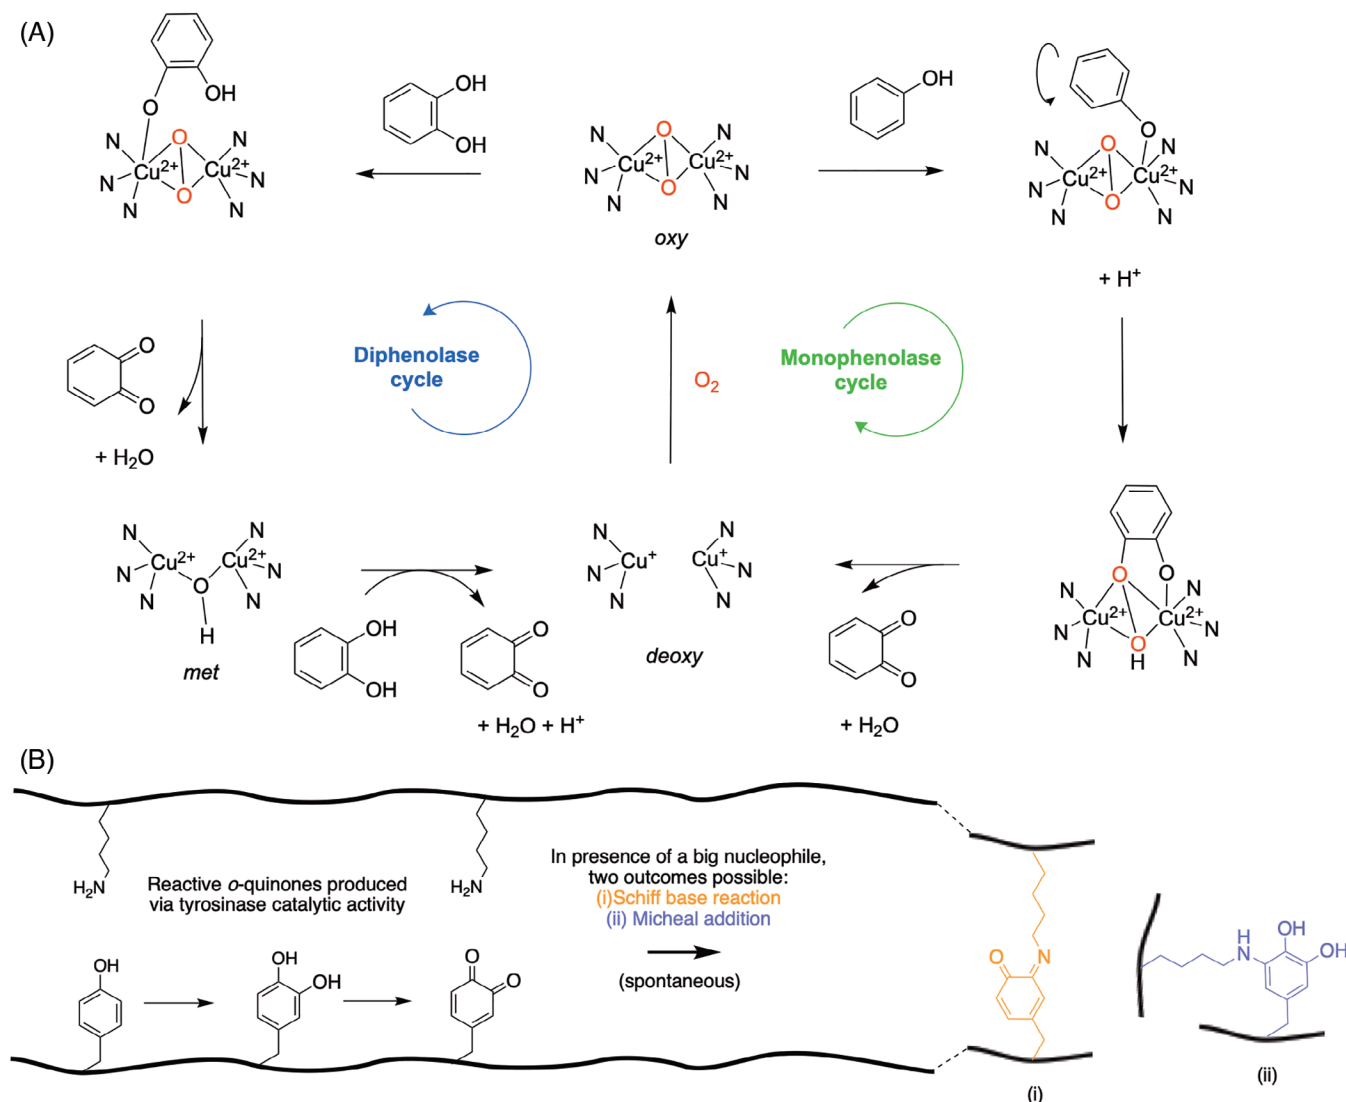 (A)
OH
O
N
N
N
Cu2+
O
O
Cu2+
N
N
N
OH
OH
N
N
N
Cu2+
O
O
Cu2+
N
N
N
oxy
OH
O
N
N
N
Cu2+
O
O
Cu2+
N
N
N
+ H+
O
O
+ H2O
Diphenolase
cycle
O2
Monophenolase
cycle
N
N
N
Cu2+
O
H
Cu2+
N
N
N
met
OH
OH
O
O
+ H2O + H+
N
N
N
Cu+
Cu+
N
N
N
deoxy
O
O
+ H2O
O
O
N
N
N
Cu2+
O
H
Cu2+
N
N
N
(B)
H2N
H2N
Reactive o-quinones produced
via tyrosinase catalytic activity
In presence of a big nucleophile,
two outcomes possible:
(i)Schiff base reaction
(ii) Micheal addition
(spontaneous)
OH
OH
OH
O
O
O
N
(i)
H
N
OH
OH
(ii)